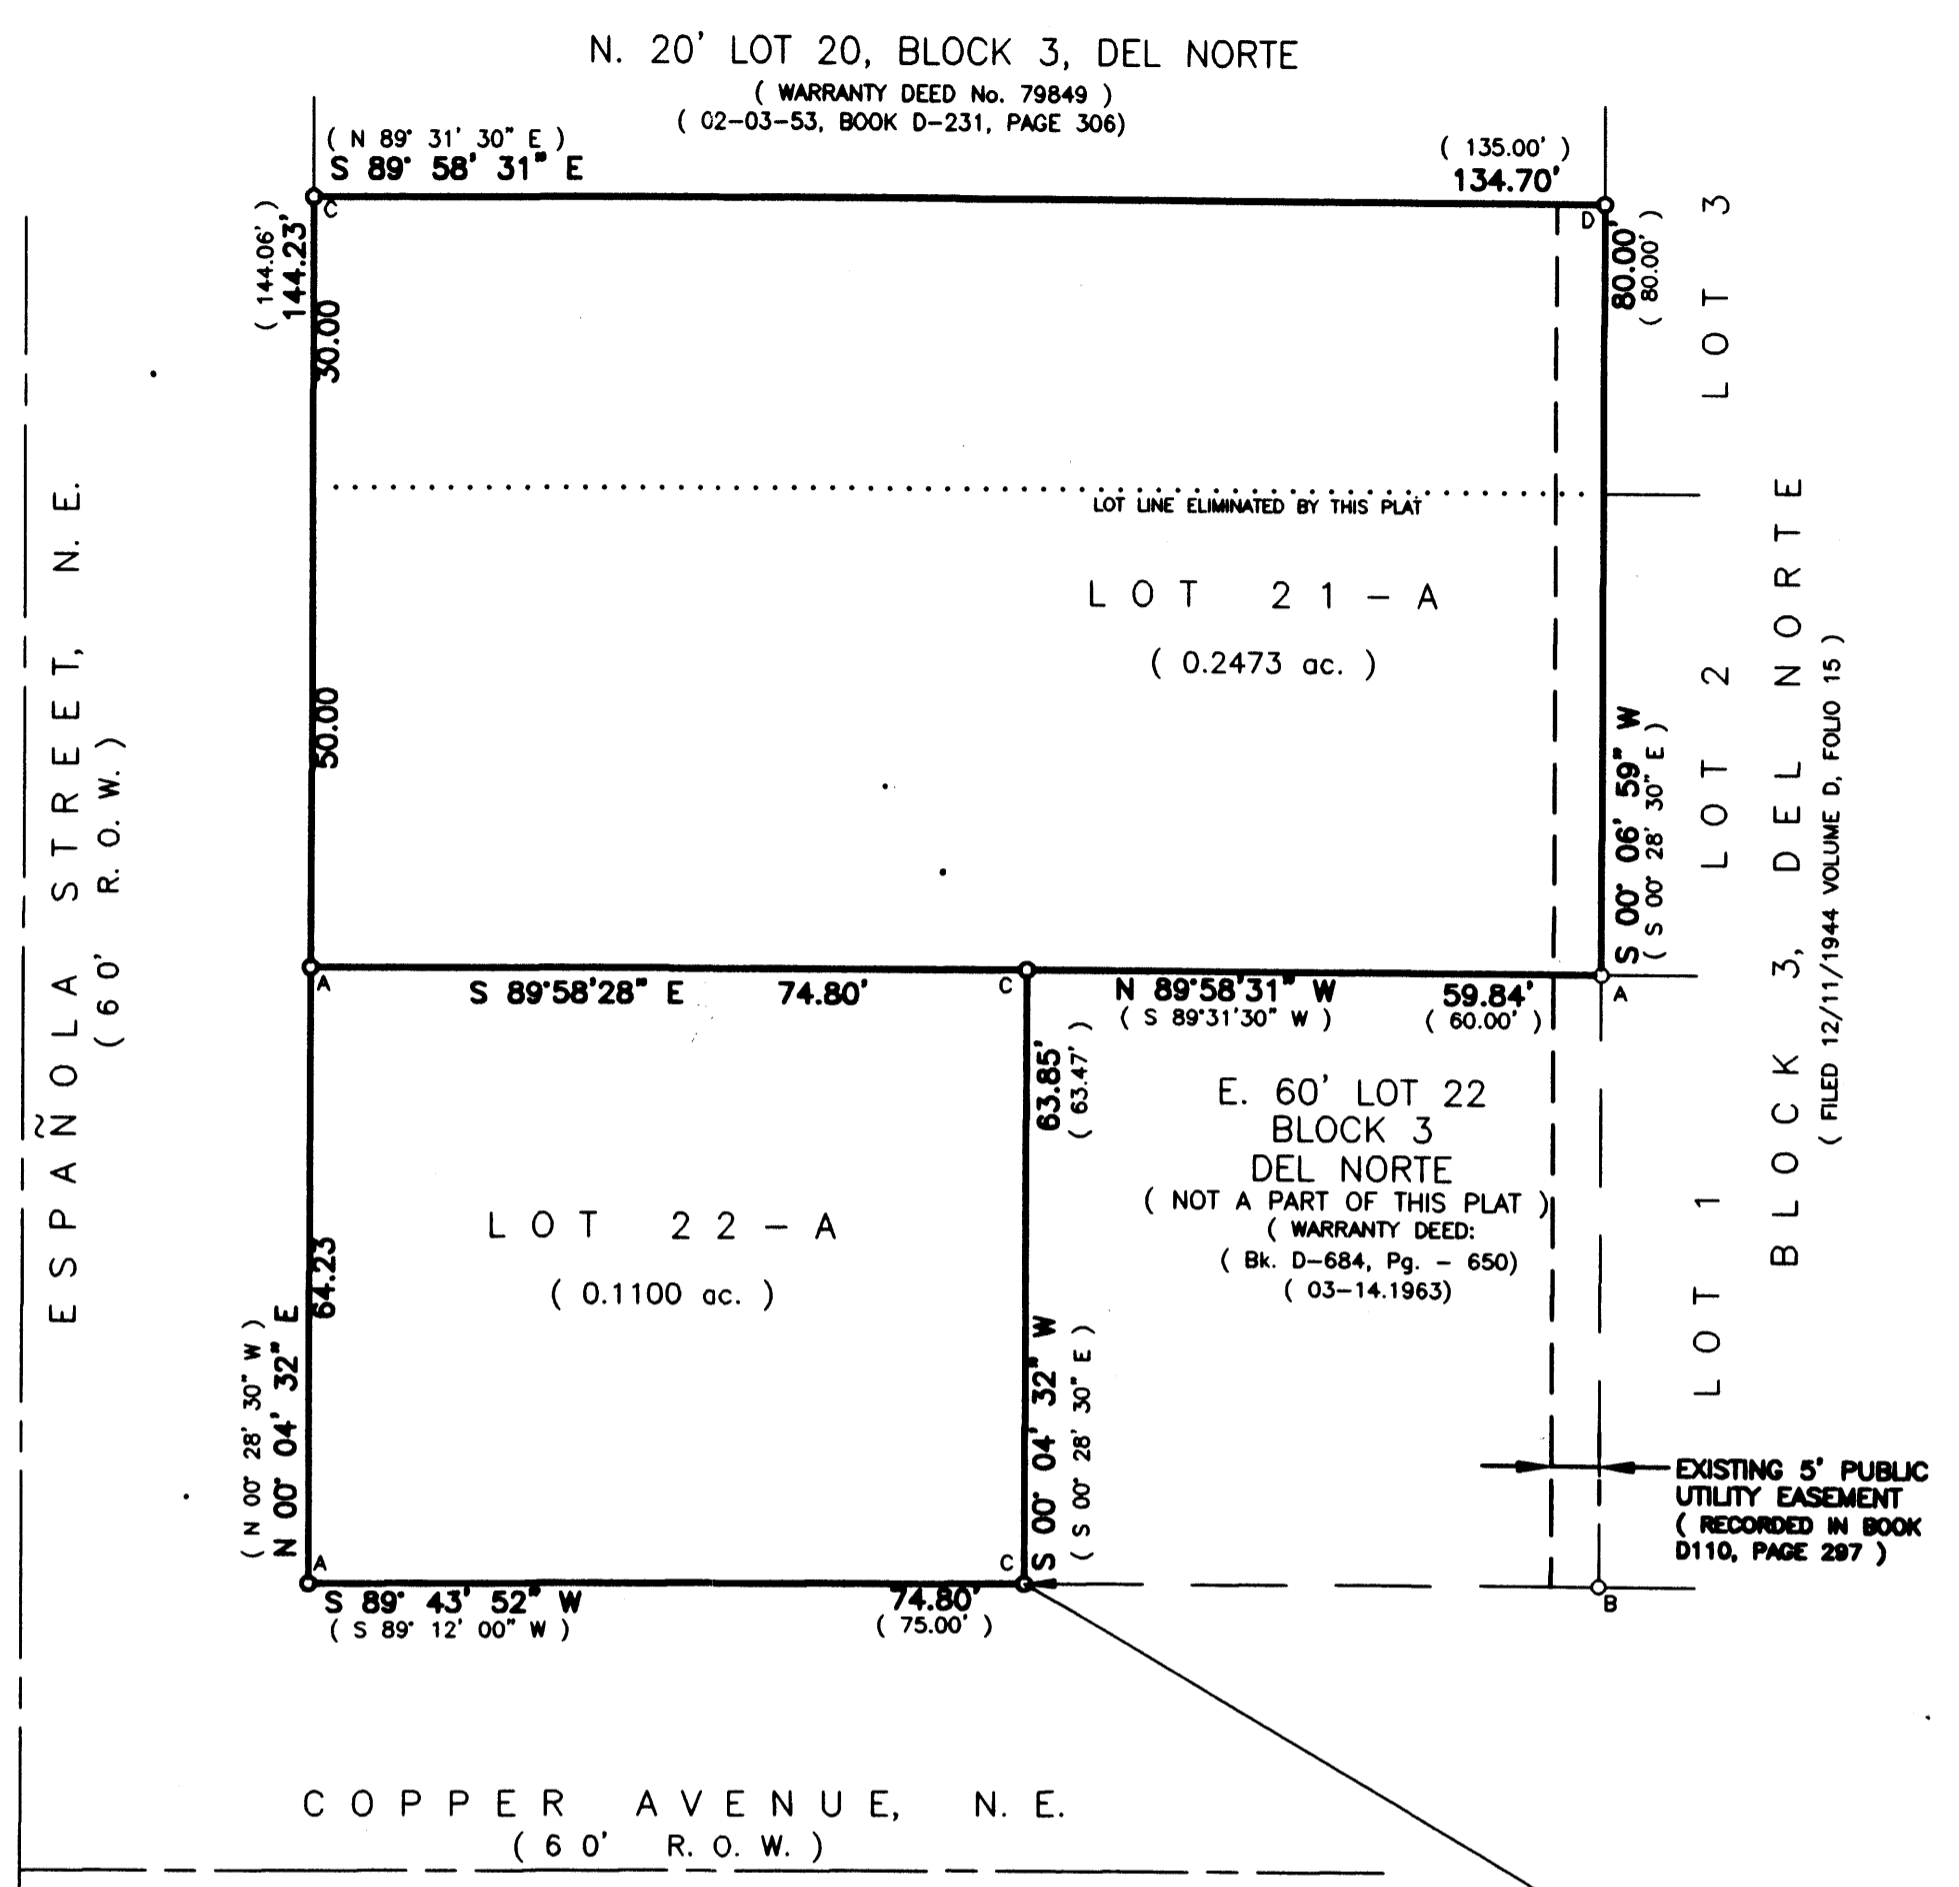 N. 20' LOT 20, BLOCK 3, DEL NORTE
( WARRANTY DEED No. 79849 )
( 02-03-53, BOOK D-231, PAGE 306)
( N 89° 31' 30" E )
S 89° 58' 31" E
( 135.00' )
134.70'
C
D
( 144.06' )
144.23'
30.00
80.00'
( 80.00' )
LOT 3
LOT LINE ELIMINATED BY THIS PLAT
LOT 21-A
( 0.2473 ac. )
50.00
S 00° 06' 59" W
( S 00° 28' 30" E )
LOT 2
BLOCK 3, DEL NORTE
( FILED 12/11/1944 VOLUME D, FOLIO 15 )
ESPAÑOLA STREET, N.E.
( 60' R.O.W. )
A
S 89°58'28" E
74.80'
C
N 89°58'31" W
( S 89°31'30" W )
59.84'
( 60.00' )
A
63.85'
( 63.47' )
E. 60' LOT 22
BLOCK 3
DEL NORTE
( NOT A PART OF THIS PLAT )
( WARRANTY DEED:
( Bk. D-684, Pg. - 650)
( 03-14.1963)
LOT 22-A
( 0.1100 ac. )
64.23
( N 00° 28' 30" W )
N 00° 04' 32" E
S 00° 04' 32" W
( S 00° 28' 30" E )
LOT 1
EXISTING 5' PUBLIC
UTILITY EASEMENT
( RECORDED IN BOOK
D110, PAGE 297 )
A
C
B
S 89° 43' 52" W
( S 89° 12' 00" W )
74.80'
( 75.00' )
COPPER AVENUE, N.E.
( 60' R.O.W. )